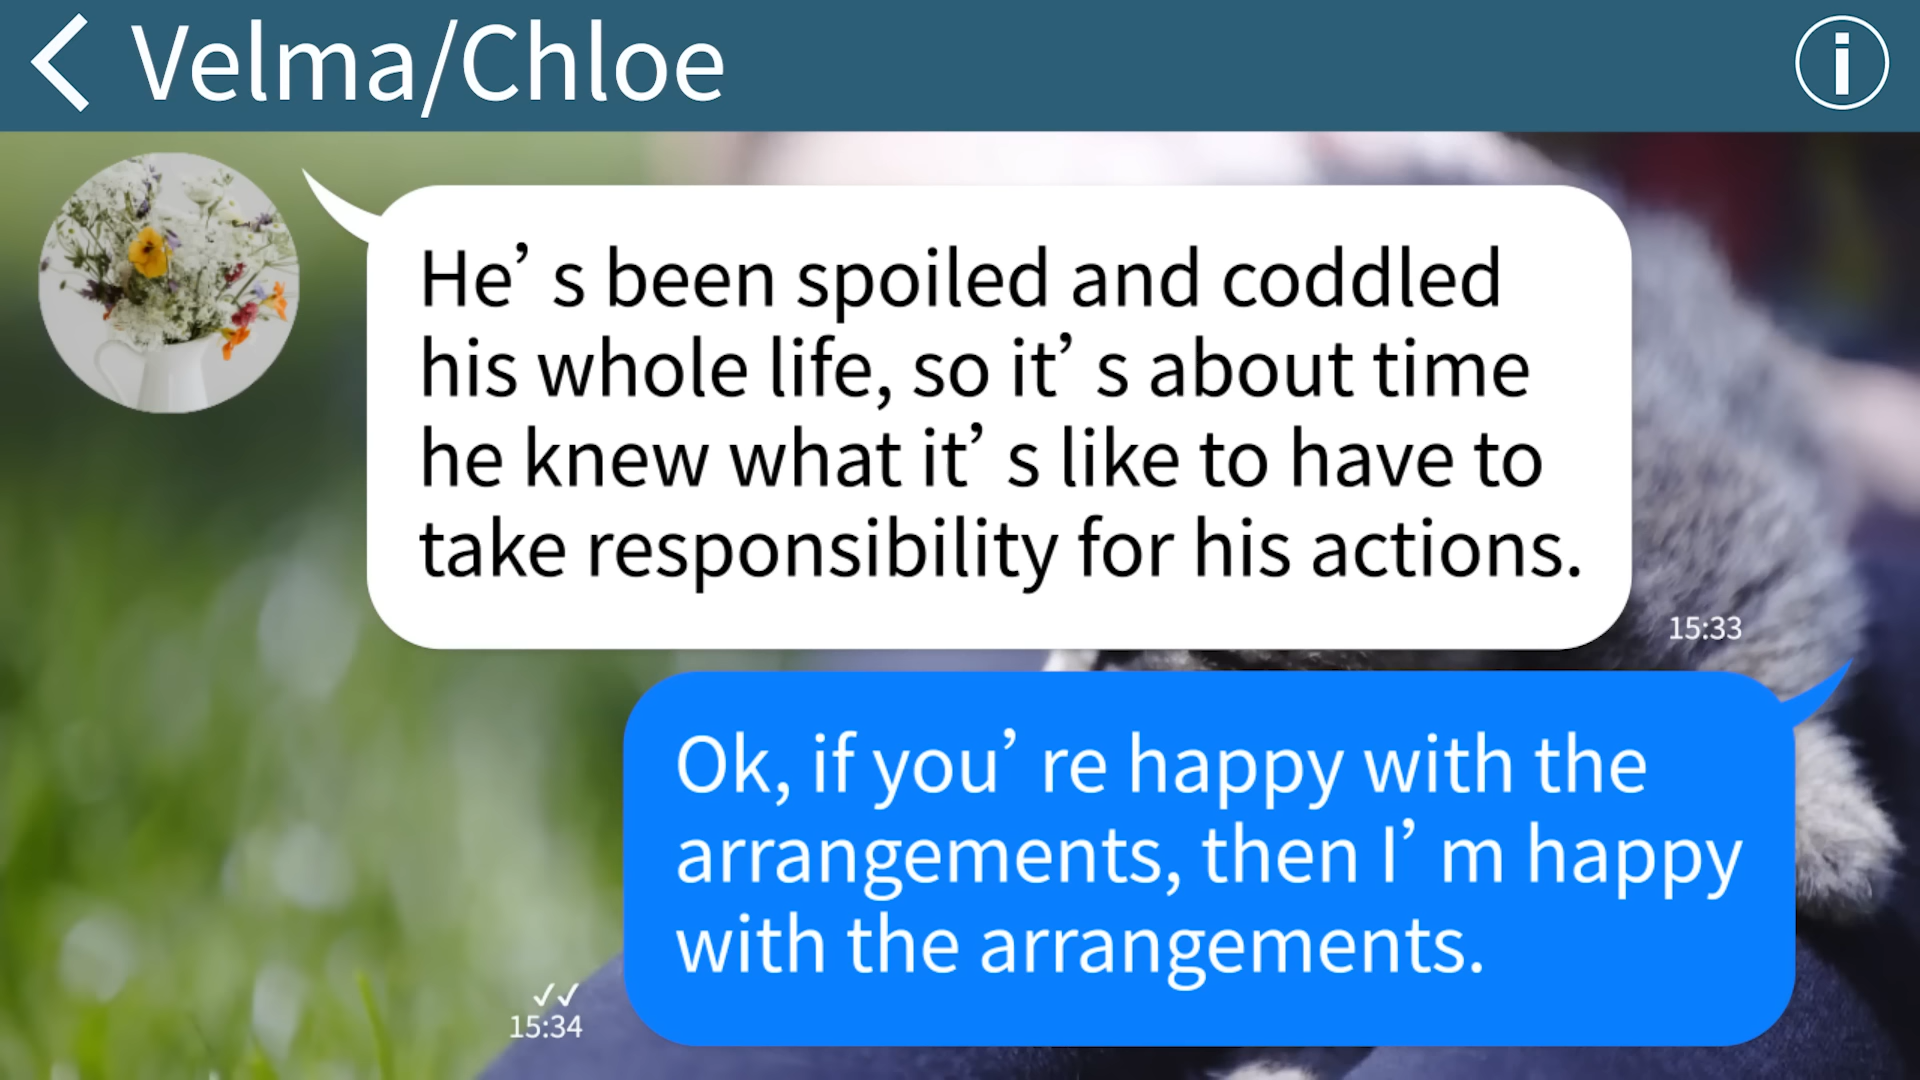 Velma/Chloe
He’s been spoiled and coddled
his whole life, so it’s about time
he knew what it’s like to have to
take responsibility for his actions.
15:33
Ok, if you’re happy with the
arrangements, then I’m happy
with the arrangements.
15:34